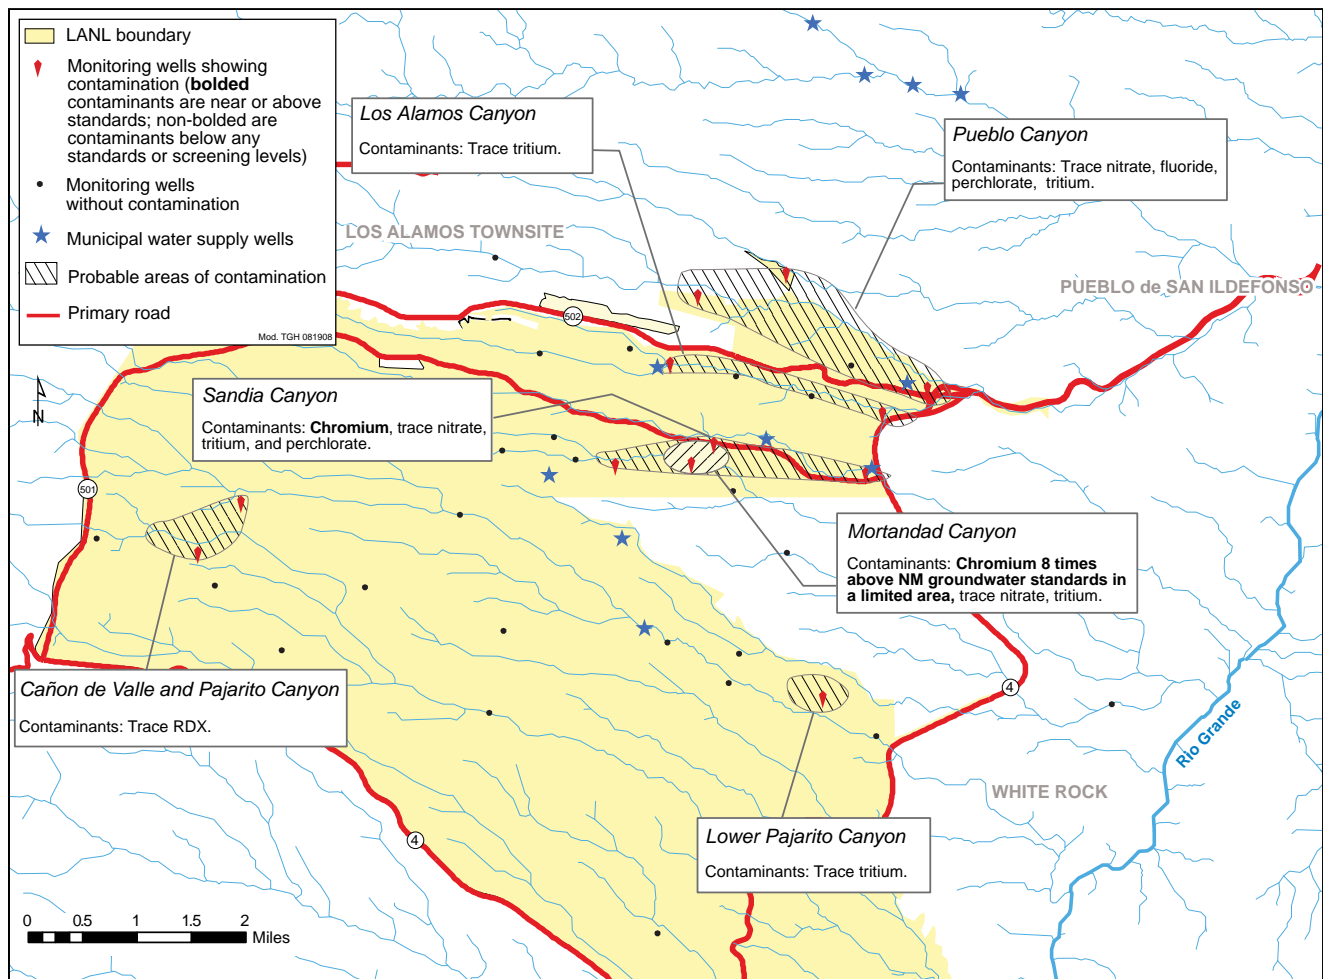 LANL boundary
Monitoring wells showing
contamination (bolded
contaminants are near or above
standards; non-bolded are
contaminants below any
standards or screening levels)
Monitoring wells
without contamination
Municipal water supply wells
Probable areas of contamination
Primary road
Mod. TGH 081908
Los Alamos Canyon
Contaminants: Trace tritium.
Pueblo Canyon
Contaminants: Trace nitrate, fluoride,
perchlorate, tritium.
LOS ALAMOS TOWNSITE
PUEBLO de SAN ILDEFONSO
502
N
Sandia Canyon
Contaminants: Chromium, trace nitrate,
tritium, and perchlorate.
501
Mortandad Canyon
Contaminants: Chromium 8 times
above NM groundwater standards in
a limited area, trace nitrate, tritium.
Cañon de Valle and Pajarito Canyon
Contaminants: Trace RDX.
4
Rio Grande
WHITE ROCK
4
Lower Pajarito Canyon
Contaminants: Trace tritium.
0 0.5 1 1.5 2
Miles